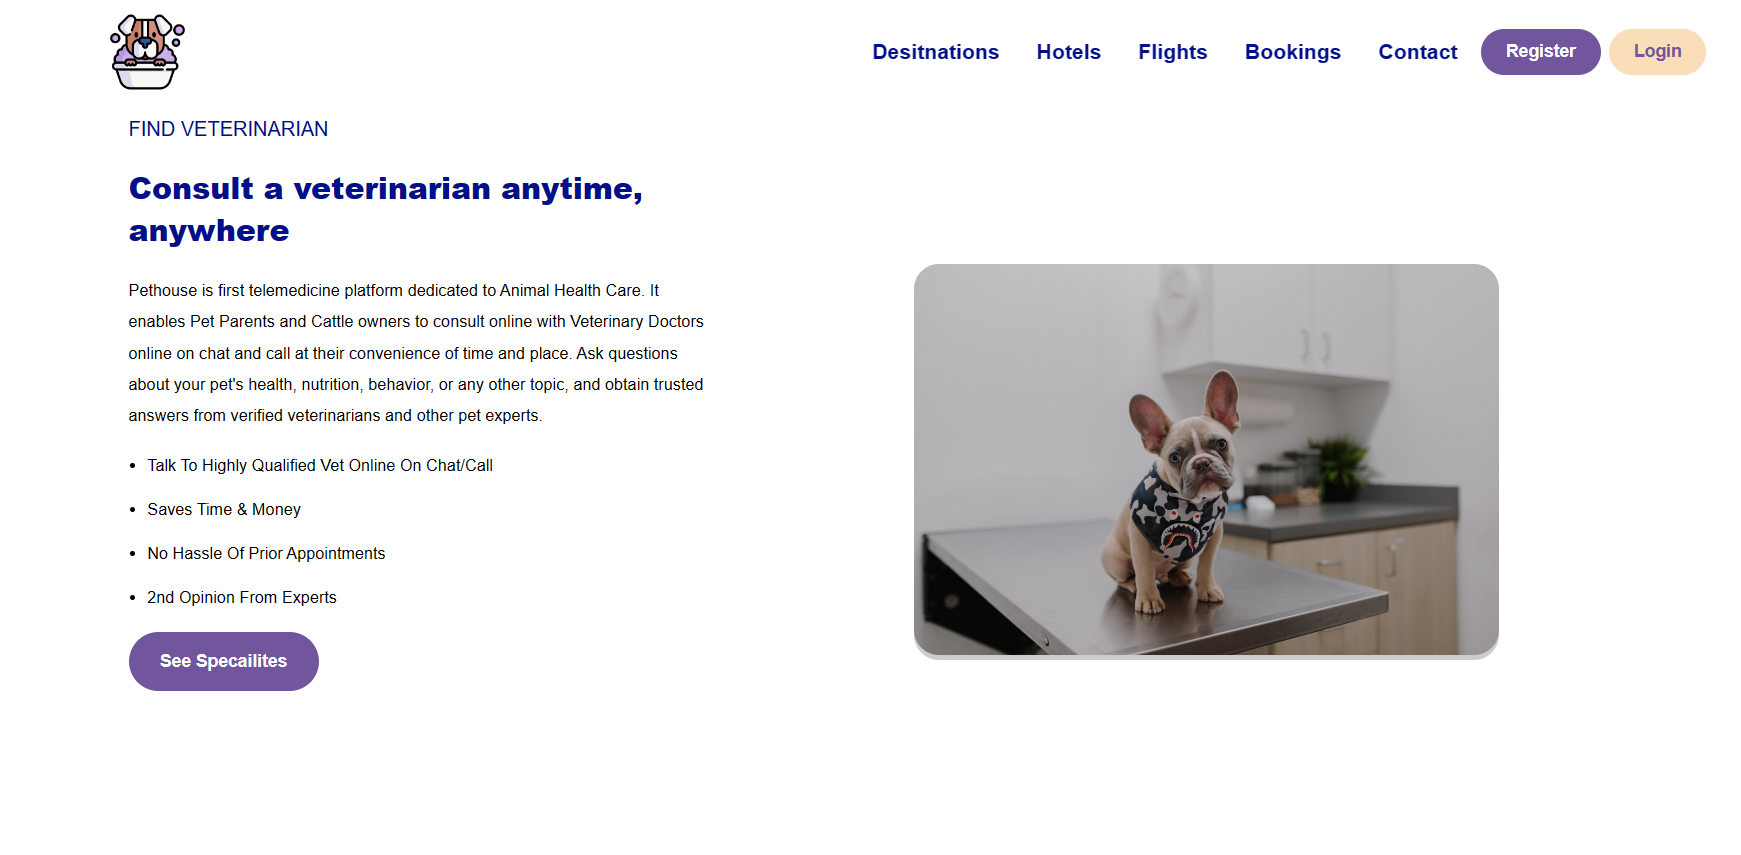 Desitnations Hotels Flights Bookings Contact Register Login
FIND VETERINARIAN
Consult a veterinarian anytime,
anywhere
Pethouse is first telemedicine platform dedicated to Animal Health Care. It
enables Pet Parents and Cattle owners to consult online with Veterinary Doctors
online on chat and call at their convenience of time and place. Ask questions
about your pet's health, nutrition, behavior, or any other topic, and obtain trusted
answers from verified veterinarians and other pet experts.
• Talk To Highly Qualified Vet Online On Chat/Call
• Saves Time & Money
• No Hassle Of Prior Appointments
• 2nd Opinion From Experts
See Specailites